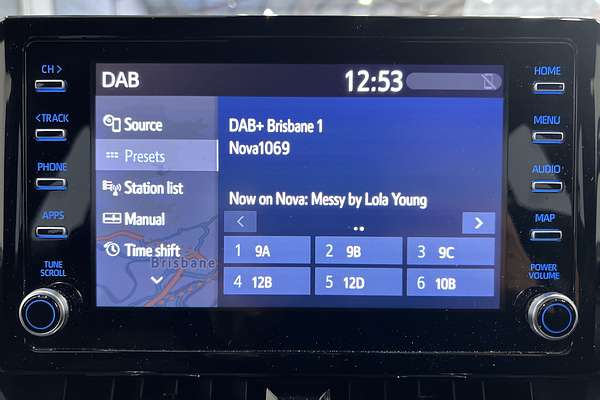 CH >
< TRACK
PHONE
APPS
TUNE
SCROLL
DAB
12:53
Source
Presets
Station list
Manual
Time shift
Brisbane
DAB+ Brisbane 1
Nova1069
Now on Nova: Messy by Lola Young
1 9A
2 9B
3 9C
4 12B
5 12D
6 10B
HOME
MENU
AUDIO
MAP
POWER
VOLUME